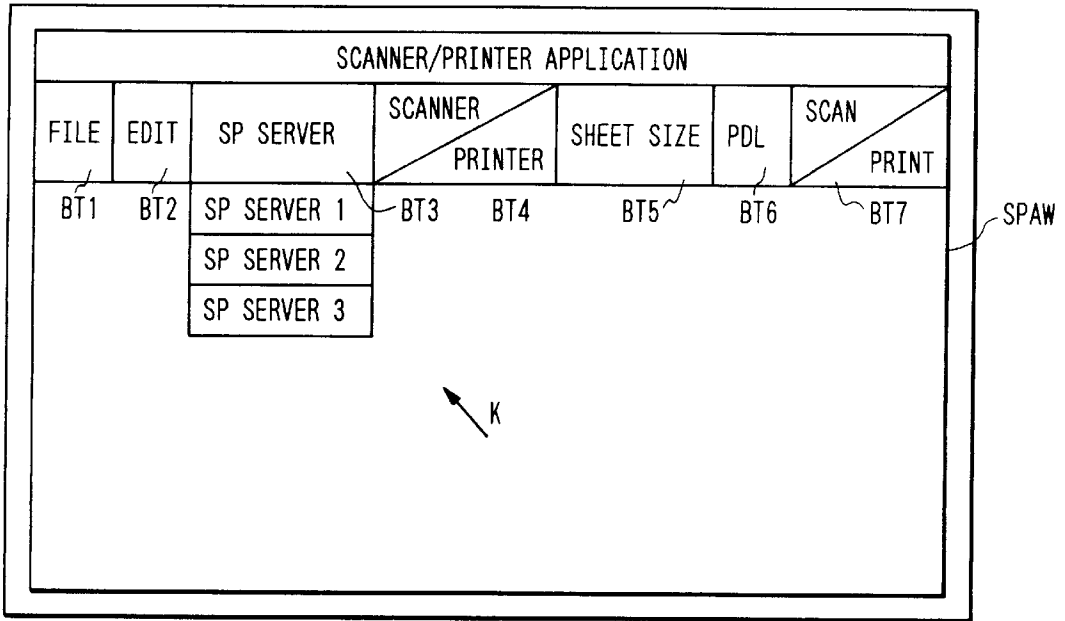 SCANNER/PRINTER APPLICATION
FILE EDIT SP SERVER SCANNER PRINTER SHEET SIZE PDL SCAN PRINT
BT1 BT2 SP SERVER 1 BT3 BT4 BT5 BT6 BT7 SPAW
SP SERVER 2
SP SERVER 3
K